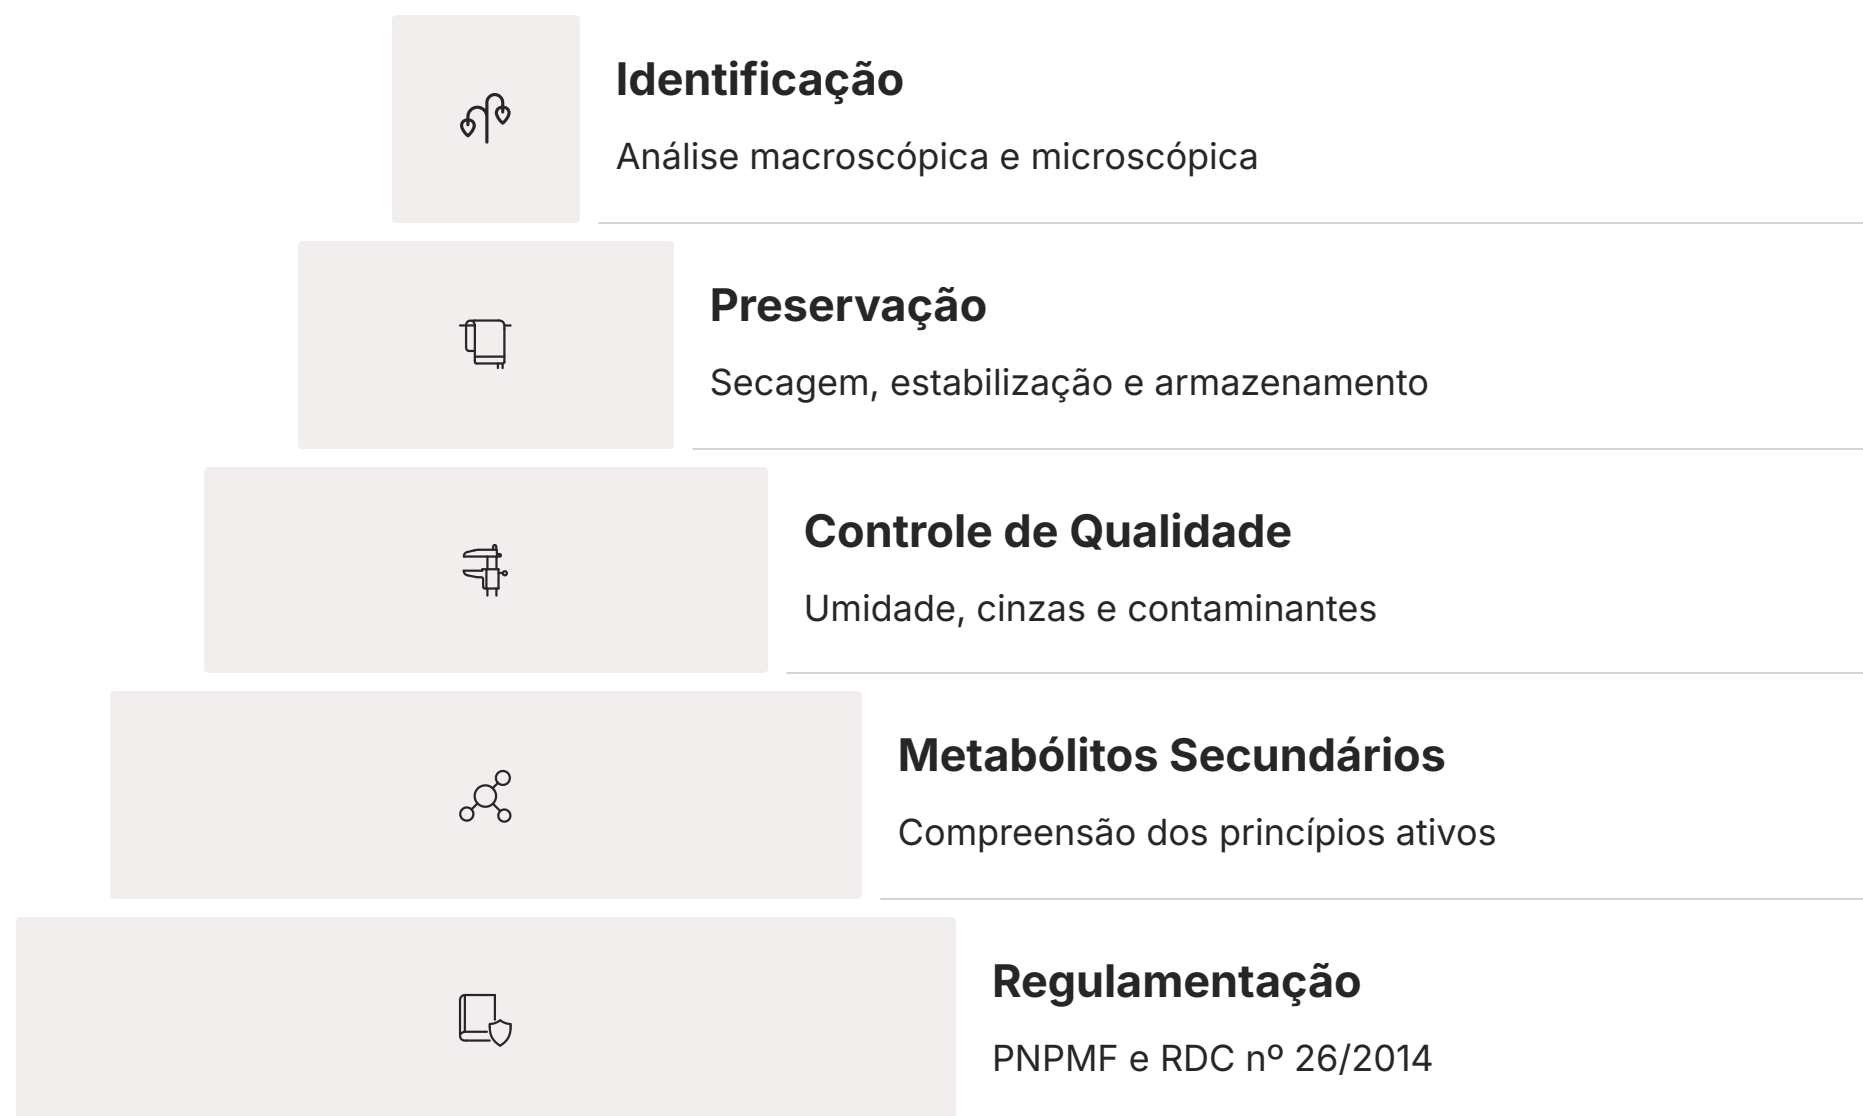 Identificação
Análise macroscópica e microscópica
Preservação
Secagem, estabilização e armazenamento
Controle de Qualidade
Umidade, cinzas e contaminantes
Metabólitos Secundários
Compreensão dos princípios ativos
Regulamentação
PNPMF e RDC nº 26/2014